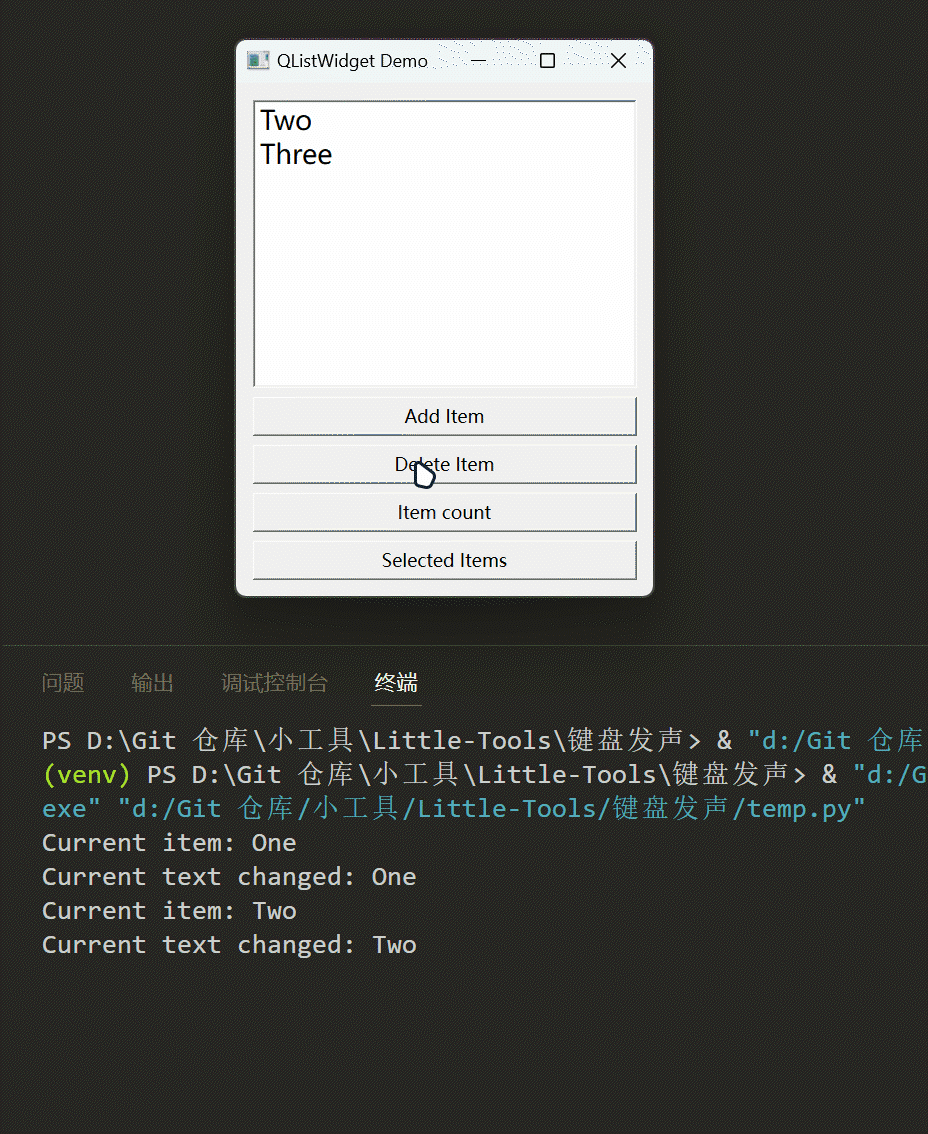 QListWidget Demo
Two
Three
Add Item
Delete Item
Item count
Selected Items
问题 输出 调试控制台 终端
PS D:\Git 仓库\小工具\Little-Tools\键盘发声> & "d:/Git 仓库
(venv) PS D:\Git 仓库\小工具\Little-Tools\键盘发声> & "d:/G
exe" "d:/Git 仓库/小工具/Little-Tools/键盘发声/temp.py"
Current item: One
Current text changed: One
Current item: Two
Current text changed: Two